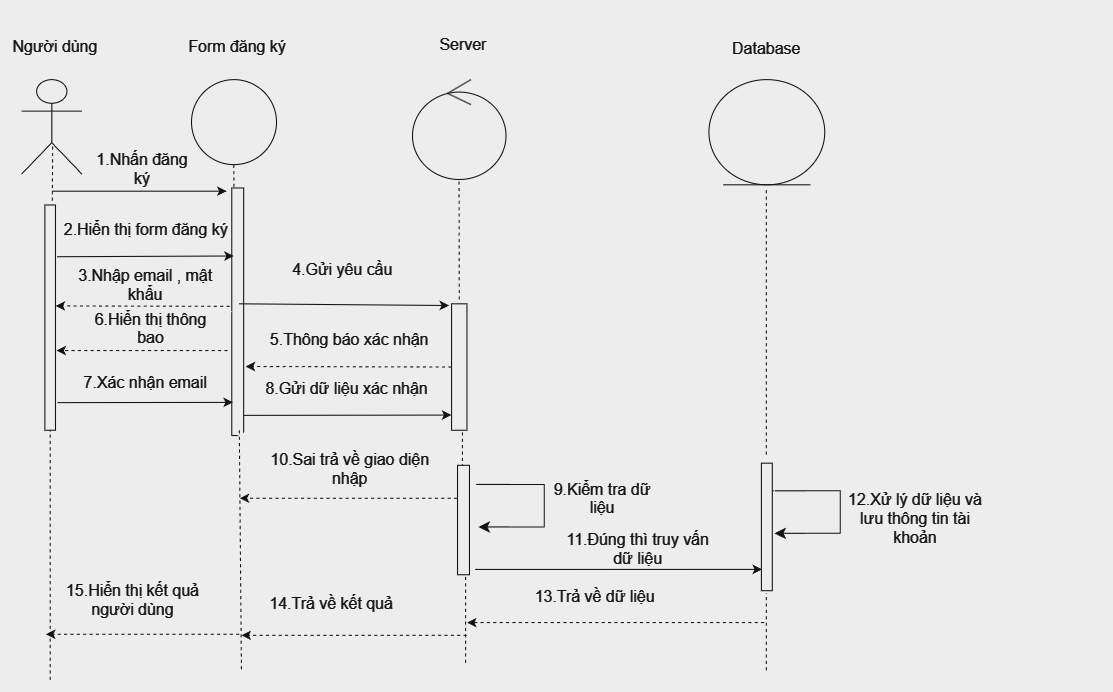 Người dùng
Form đăng ký
Server
Database
1.Nhấn đăng
ký
2.Hiển thị form đăng ký
3.Nhập email , mật
khẩu
4.Gửi yêu cầu
6.Hiển thị thông
bao
5.Thông báo xác nhận
7.Xác nhận email
8.Gửi dữ liệu xác nhận
10.Sai trả về giao diện
nhập
9.Kiểm tra dữ
liệu
12.Xử lý dữ liệu và
lưu thông tin tài
khoản
11.Đúng thì truy vấn
dữ liệu
15.Hiển thị kết quả
người dùng
14.Trả về kết quả
13.Trả về dữ liệu